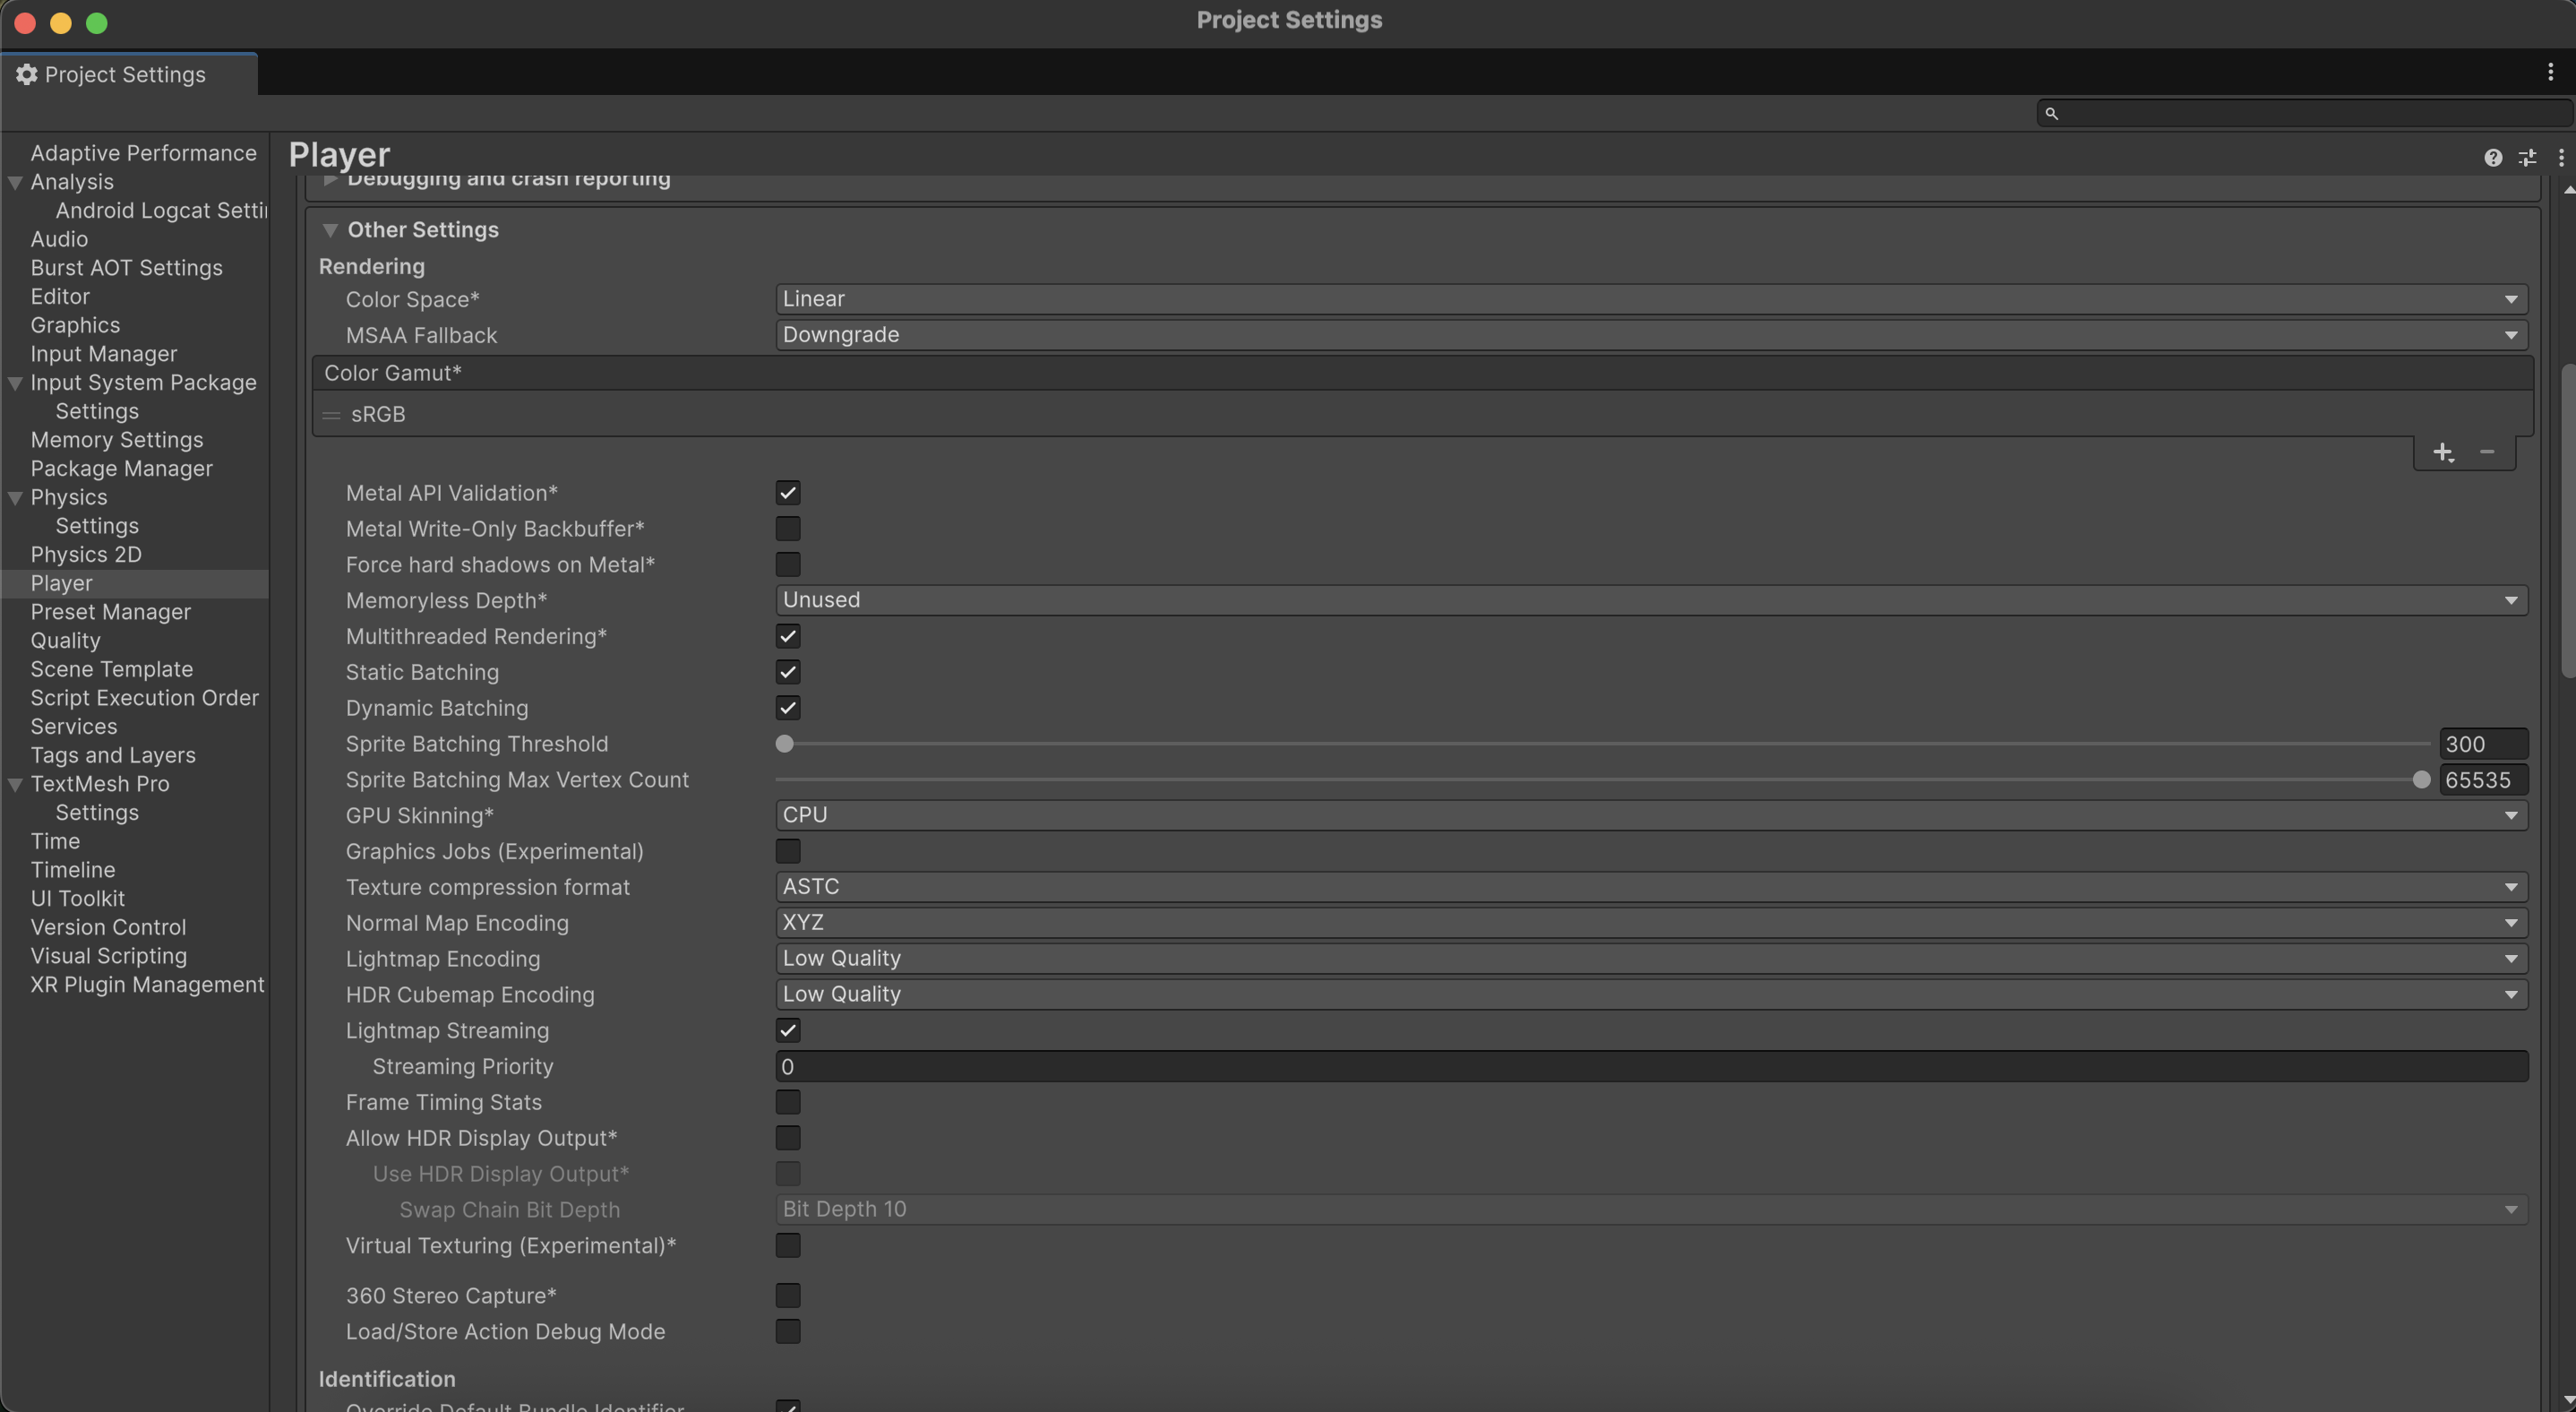 Project Settings
Project Settings
Adaptive Performance
Analysis
Android Logcat Setti
Audio
Burst AOT Settings
Editor
Graphics
Input Manager
Input System Package
Settings
Memory Settings
Package Manager
Physics
Settings
Physics 2D
Player
Preset Manager
Quality
Scene Template
Script Execution Order
Services
Tags and Layers
TextMesh Pro
Settings
Time
Timeline
UI Toolkit
Version Control
Visual Scripting
XR Plugin Management
Player
Debugging and crash reporting
Other Settings
Rendering
Color Space* Linear
MSAA Fallback Downgrade
Color Gamut*
sRGB
Metal API Validation*
Metal Write-Only Backbuffer*
Force hard shadows on Metal*
Memoryless Depth* Unused
Multithreaded Rendering*
Static Batching
Dynamic Batching
Sprite Batching Threshold 300
Sprite Batching Max Vertex Count 65535
GPU Skinning* CPU
Graphics Jobs (Experimental)
Texture compression format ASTC
Normal Map Encoding XYZ
Lightmap Encoding Low Quality
HDR Cubemap Encoding Low Quality
Lightmap Streaming
Streaming Priority 0
Frame Timing Stats
Allow HDR Display Output*
Use HDR Display Output*
Swap Chain Bit Depth Bit Depth 10
Virtual Texturing (Experimental)*
360 Stereo Capture*
Load/Store Action Debug Mode
Identification
Override Default Bundle Identifier